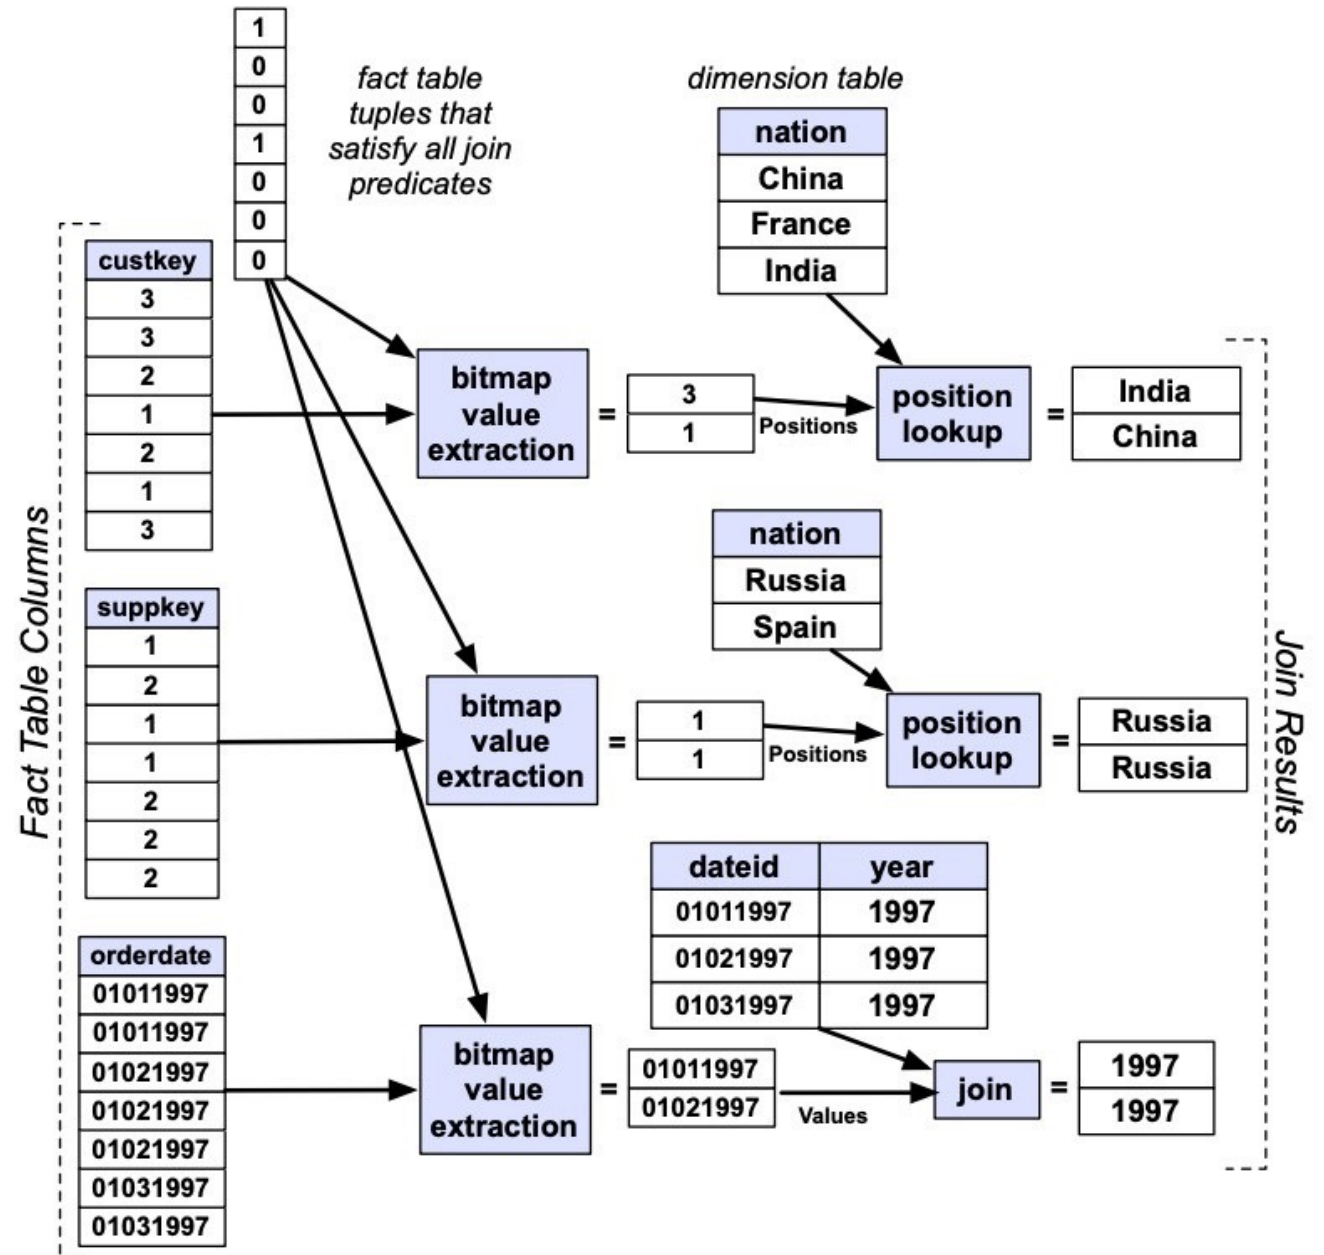 1
0
0
1
0
0
0
fact table
tuples that
satisfy all join
predicates
dimension table
nation
China
France
India
Fact Table Columns
custkey
3
3
2
1
2
1
3
bitmap
value
extraction
=
3
1
Positions
position
lookup
=
India
China
suppkey
1
2
1
1
2
2
2
bitmap
value
extraction
=
1
1
Positions
nation
Russia
Spain
position
lookup
=
Russia
Russia
orderdate
01011997
01011997
01021997
01021997
01021997
01031997
01031997
bitmap
value
extraction
=
01011997
01021997
Values
dateid year
01011997 1997
01021997 1997
01031997 1997
join
=
1997
1997
Join Results